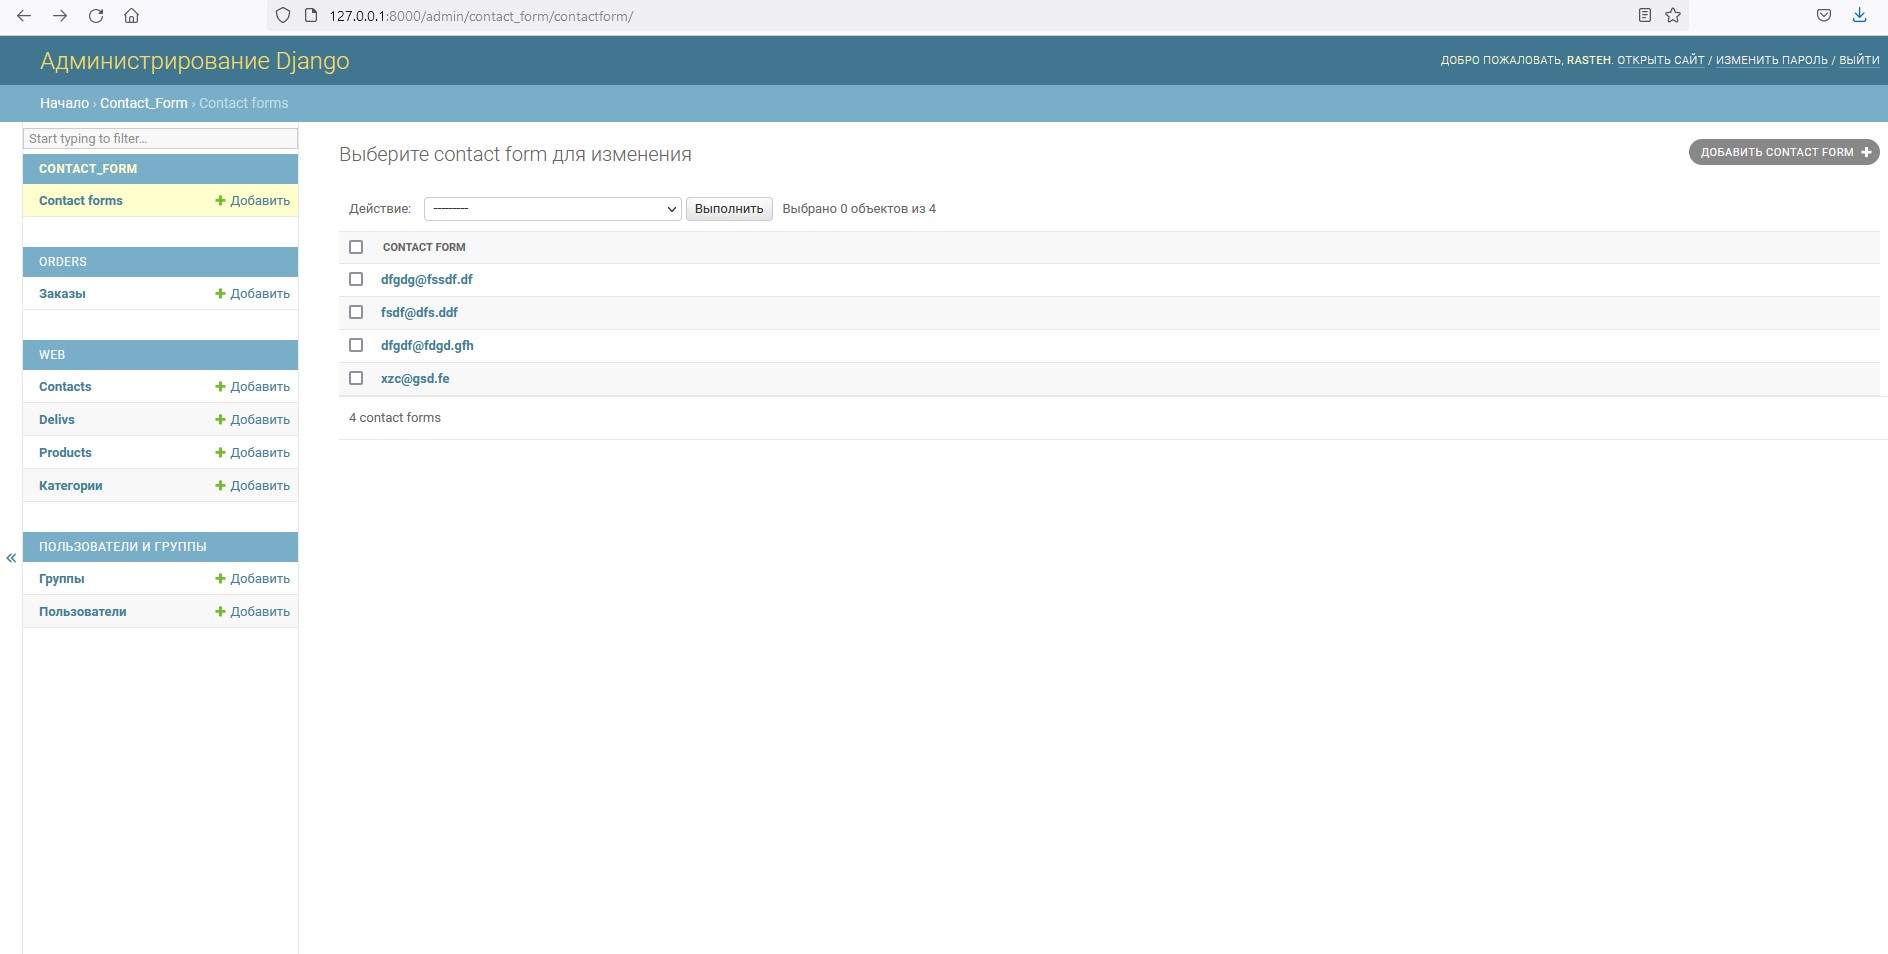 127.0.0.1:8000/admin/contact_form/contactform/
Администрирование Django
ДОБРО ПОЖАЛОВАТЬ, RASTEH. ОТКРЫТЬ САЙТ / ИЗМЕНИТЬ ПАРОЛЬ / ВЫЙТИ
Начало › Contact_Form › Contact forms
Start typing to filter...
CONTACT_FORM
Contact forms + Добавить
ORDERS
Заказы + Добавить
WEB
Contacts + Добавить
Delivs + Добавить
Products + Добавить
Категории + Добавить
ПОЛЬЗОВАТЕЛИ И ГРУППЫ
Группы + Добавить
Пользователи + Добавить
«
Выберите contact form для изменения
ДОБАВИТЬ CONTACT FORM +
Действие: --------- Выполнить Выбрано 0 объектов из 4
CONTACT FORM
dfgdg@fssdf.df
fsdf@dfs.ddf
dfgdf@fdgd.gfh
xzc@gsd.fe
4 contact forms